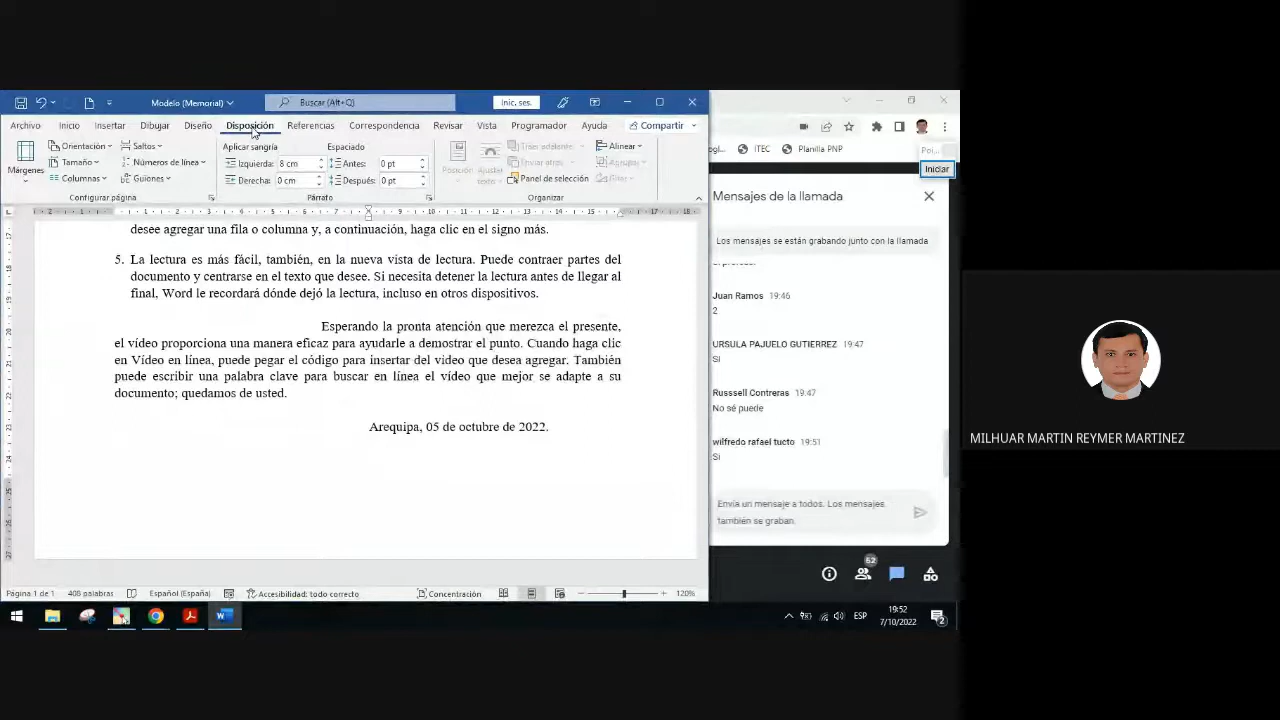 Modelo (Memorial)
Buscar (Alt+Q)
Inic. ses.
Archivo Inicio Insertar Dibujar Diseño Disposición Referencias Correspondencia Revisar Vista Programador Ayuda Compartir
Márgenes
Orientación
Tamaño
Columnas
Saltos
Números de línea
Guiones
Configurar página
Aplicar sangría
Izquierda: 8 cm
Derecha: 0 cm
Espaciado
Antes: 0 pt
Después: 0 pt
Párrafo
Posición
Ajustar texto
Traer adelante
Enviar atrás
Panel de selección
Alinear
Agrupar
Girar
Organizar
desee agregar una fila o columna y, a continuación, haga clic en el signo más.
5. La lectura es más fácil, también, en la nueva vista de lectura. Puede contraer partes del
documento y centrarse en el texto que desee. Si necesita detener la lectura antes de llegar al
final, Word le recordará dónde dejó la lectura, incluso en otros dispositivos.
Esperando la pronta atención que merezca el presente,
el vídeo proporciona una manera eficaz para ayudarle a demostrar el punto. Cuando haga clic
en Vídeo en línea, puede pegar el código para insertar del video que desea agregar. También
puede escribir una palabra clave para buscar en línea el vídeo que mejor se adapte a su
documento; quedamos de usted.
Arequipa, 05 de octubre de 2022.
Página 1 de 1 408 palabras Español (España) Accesibilidad: todo correcto Concentración 120%
ITEC Planilla PNP
Iniciar
Mensajes de la llamada
Los mensajes se están grabando junto con la llamada
Juan Ramos 19:46
2
URSULA PAJUELO GUTIERREZ 19:47
Si
Russsell Contreras 19:47
No sé puede
wilfredo rafael tucto 19:51
Si
Envía un mensaje a todos. Los mensajes
también se graban.
52
ESP
19:52
7/10/2022
2
MILHUAR MARTIN REYMER MARTINEZ